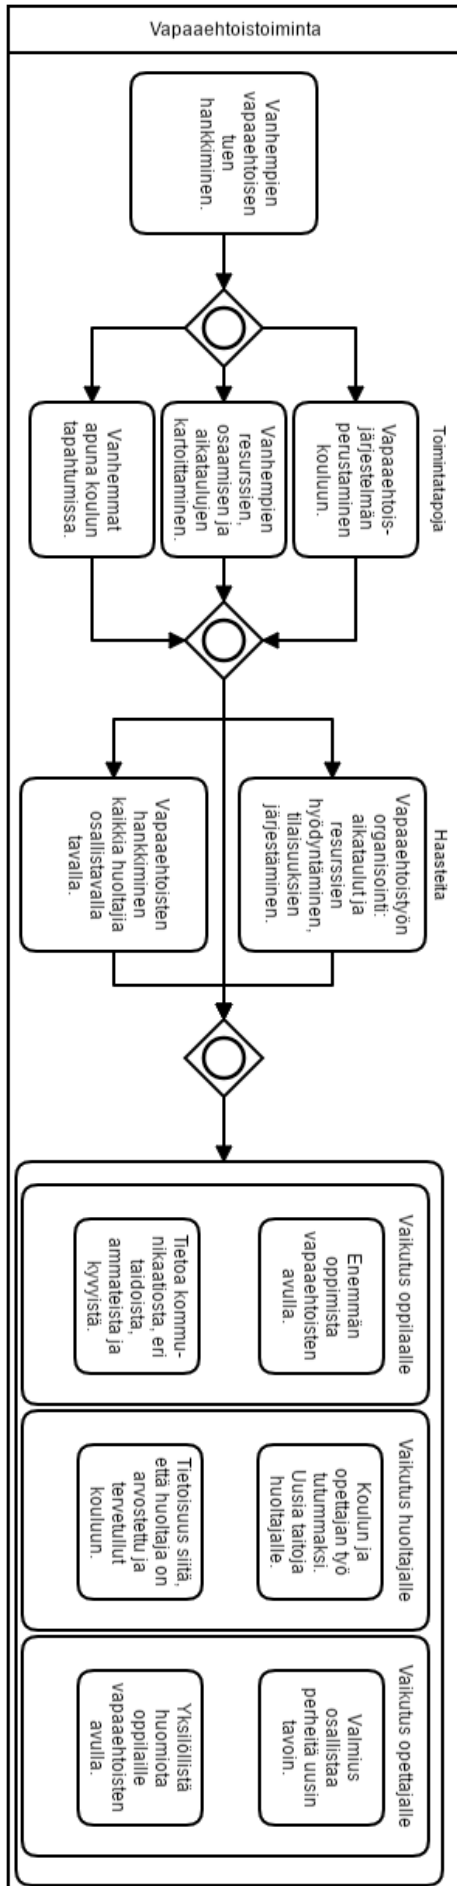 Vapaaehtoistoiminta
Vanhempien
vapaaehtoisen
tuen
hankkiminen.
Toimintatapoja
Vapaaehtois-
järjestelmän
perustaminen
kouluun.
Vanhempien
resurssien,
osaamisen ja
aikataulujen
kartoittaminen.
Vanhemmat
apuna koulun
tapahtumissa.
Haasteita
Vapaaehtoistyön
organisointi:
aikataulut ja
resurssien
hyödyntäminen,
tilaisuuksien
järjestäminen.
Vapaaehtoisten
hankkiminen
kaikkia huoltajia
osallistavalla
tavalla.
Vaikutus oppilaalle
Enemmän
oppimista
vapaaehtoisten
avulla.
Tietoa kommu-
nikaatiosta, eri
taidoista,
ammateista ja
kyvyistä.
Vaikutus huoltajalle
Koulun ja
opettajan työ
tutummaksi.
Uusia taitoja
huoltajalle.
Tietoisuus siitä,
että huoltaja on
arvostettu ja
tervetullut
kouluun.
Vaikutus opettajalle
Valmius
osallistaa
perheitä uusin
tavoin.
Yksilöllistä
huomiota
oppilaille
vapaaehtoisten
avulla.